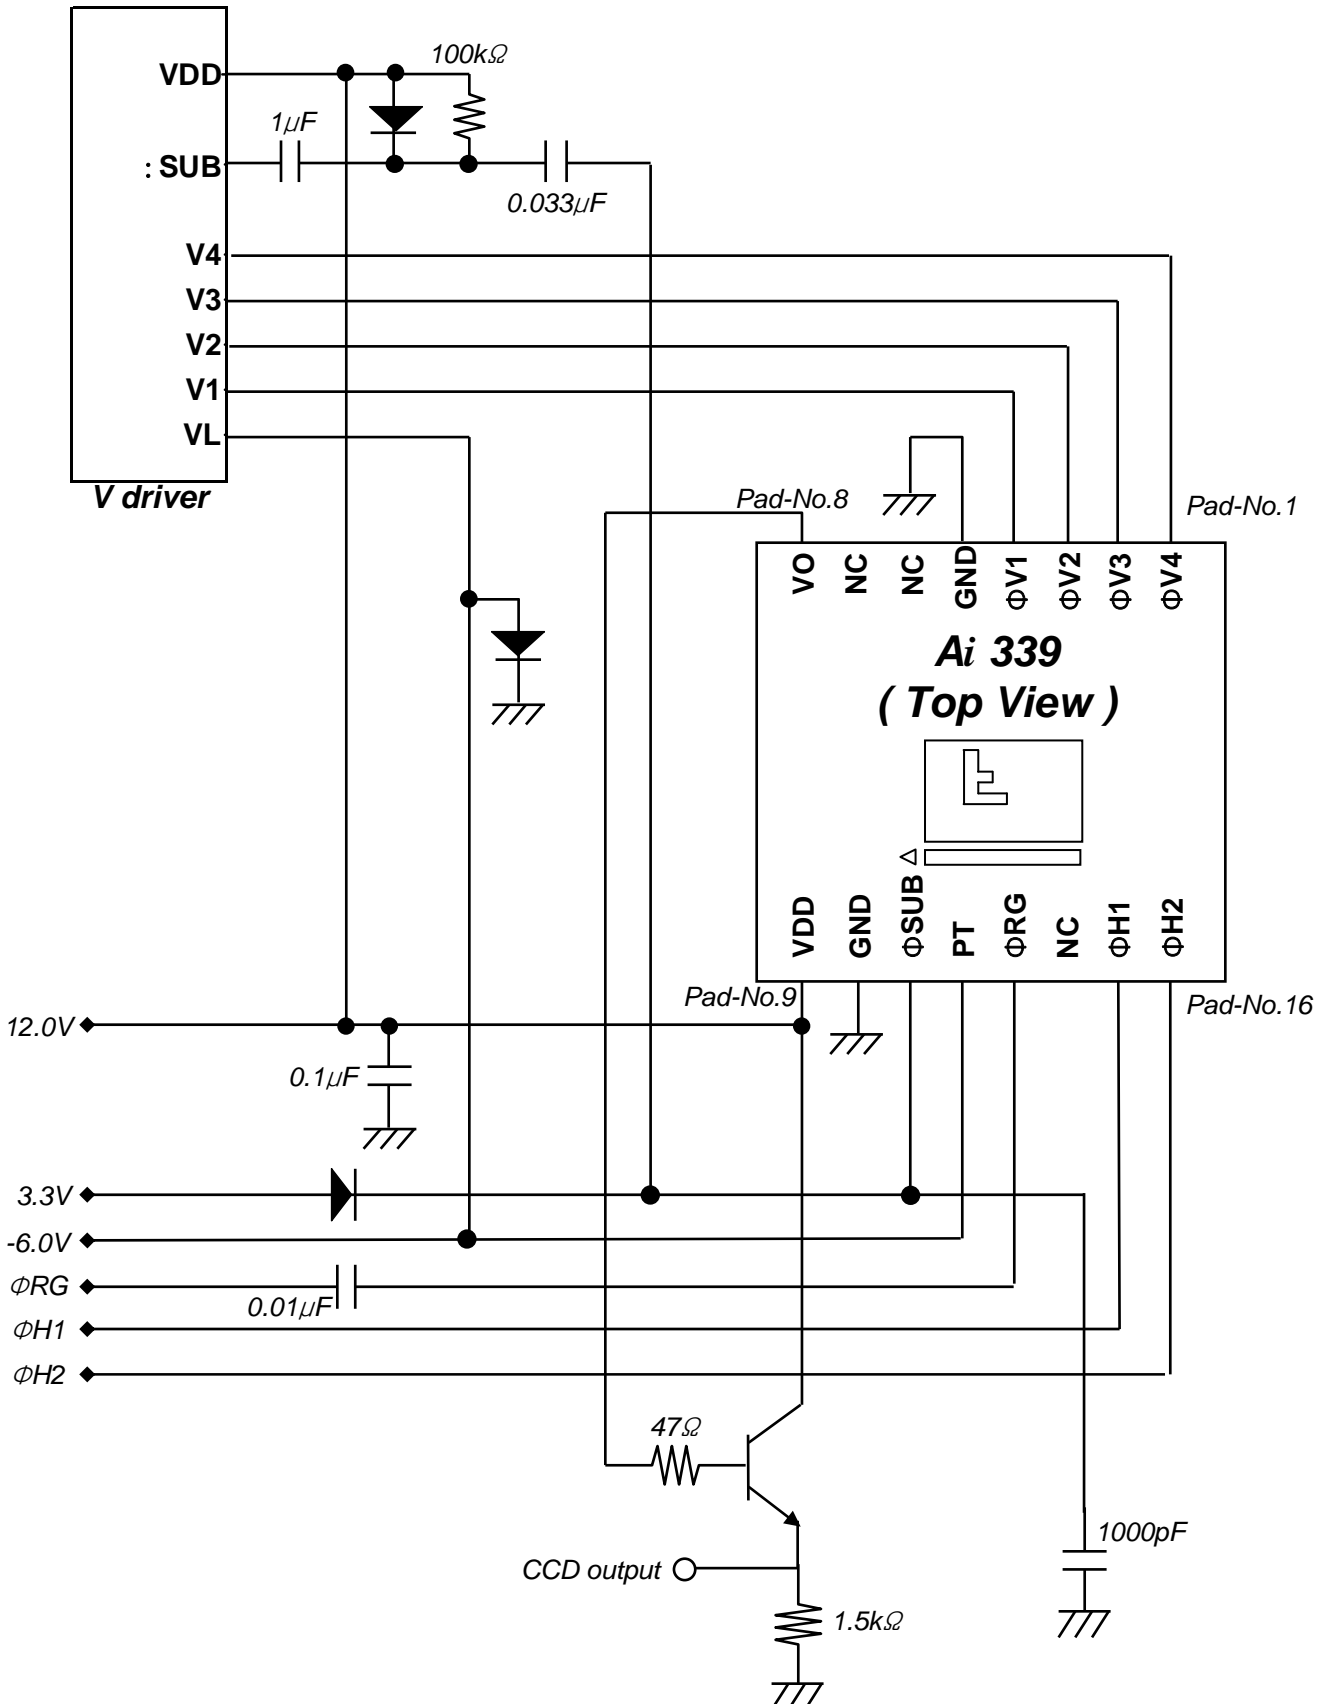 VDD
100kΩ
1μF
: SUB
0.033μF
V4
V3
V2
V1
VL
V driver
Pad-No.8
Pad-No.1
VO
NC
NC
GND
ΦV1
ΦV2
ΦV3
ΦV4
Ai 339
( Top View )
VDD
GND
ΦSUB
PT
ΦRG
NC
ΦH1
ΦH2
Pad-No.9
Pad-No.16
12.0V
0.1μF
3.3V
-6.0V
ΦRG
0.01μF
ΦH1
ΦH2
47Ω
1000pF
CCD output
1.5kΩ